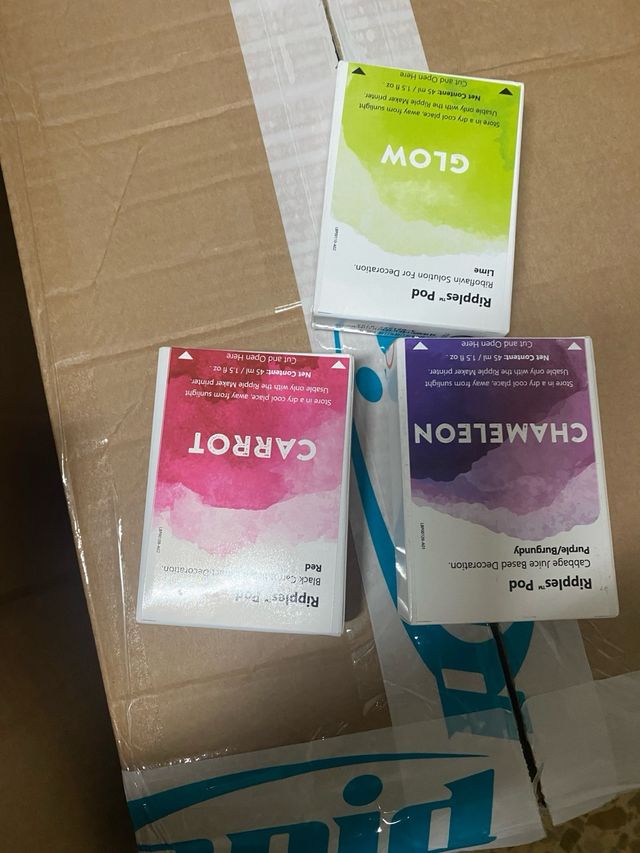 Ripples™ Pod
Riboflavin Solution For Decoration.
Lime
GLOW
Store in a dry cool place, away from sunlight
Usable only with the Ripple Maker printer.
Net Content: 45 ml / 1.5 fl oz.
Cut and Open Here
Ripples™ Pod
Black Carrot Decoration.
Red
CARROT
Store in a dry cool place, away from sunlight
Usable only with the Ripple Maker printer.
Net Content: 45 ml / 1.5 fl oz.
Cut and Open Here
Ripples™ Pod
Cabbage Juice Based Decoration.
Purple/Burgundy
CHAMELEON
Store in a dry cool place, away from sunlight
Usable only with the Ripple Maker printer.
Net Content: 45 ml / 1.5 fl oz.
Cut and Open Here